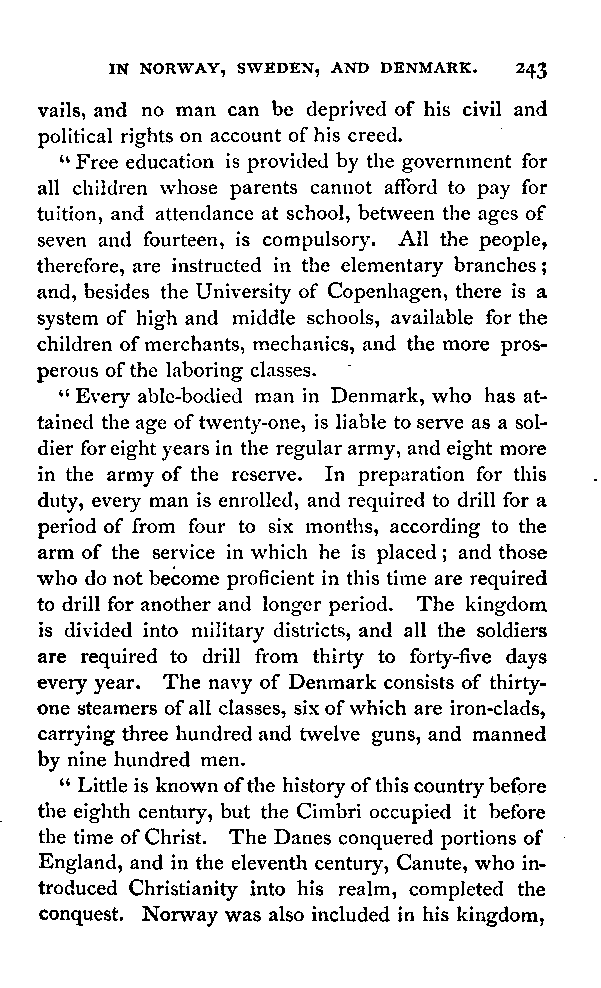 IN NORWAY, SWEDEN, AND DENMARK. 243
vails, and no man can be deprived of his civil and
political rights on account of his creed.
“Free education is provided by the government for
all children whose parents cannot afford to pay for
tuition, and attendance at school, between the ages of
seven and fourteen, is compulsory. All the people,
therefore, are instructed in the elementary branches;
and, besides the University of Copenhagen, there is a
system of high and middle schools, available for the
children of merchants, mechanics, and the more pros-
perous of the laboring classes.
“Every able-bodied man in Denmark, who has at-
tained the age of twenty-one, is liable to serve as a sol-
dier for eight years in the regular army, and eight more
in the army of the reserve. In preparation for this
duty, every man is enrolled, and required to drill for a
period of from four to six months, according to the
arm of the service in which he is placed; and those
who do not become proficient in this time are required
to drill for another and longer period. The kingdom
is divided into military districts, and all the soldiers
are required to drill from thirty to forty-five days
every year. The navy of Denmark consists of thirty-
one steamers of all classes, six of which are iron-clads,
carrying three hundred and twelve guns, and manned
by nine hundred men.
“Little is known of the history of this country before
the eighth century, but the Cimbri occupied it before
the time of Christ. The Danes conquered portions of
England, and in the eleventh century, Canute, who in-
troduced Christianity into his realm, completed the
conquest. Norway was also included in his kingdom,